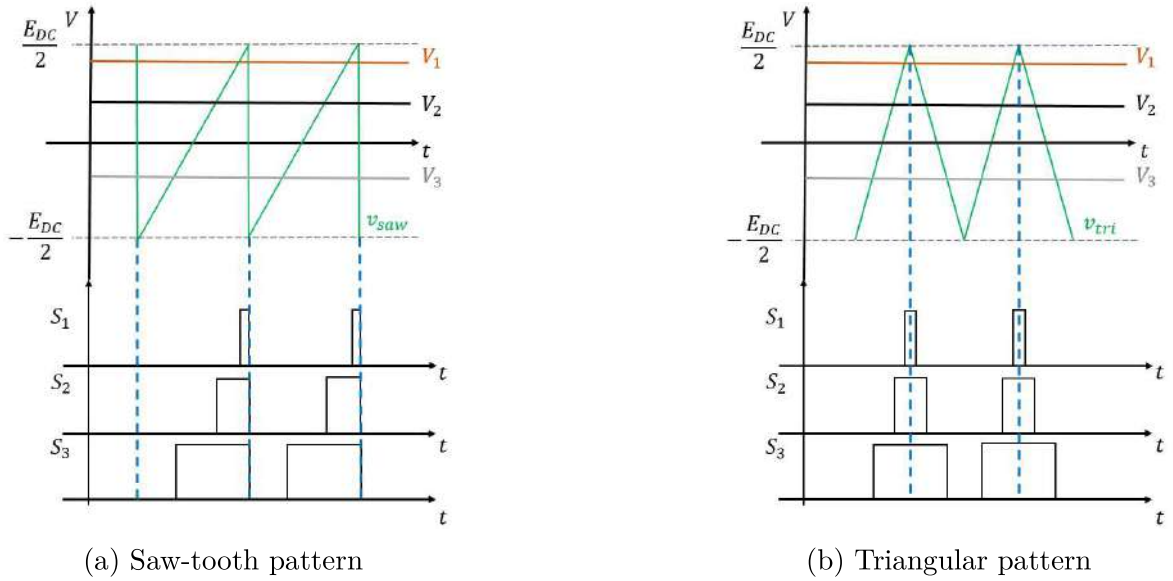 V
E_DC/2
V_1
V_2
t
V_3
v_saw
-E_DC/2
S_1
t
S_2
t
S_3
t
(a) Saw-tooth pattern
V
E_DC/2
V_1
V_2
t
V_3
v_tri
-E_DC/2
S_1
t
S_2
t
S_3
t
(b) Triangular pattern